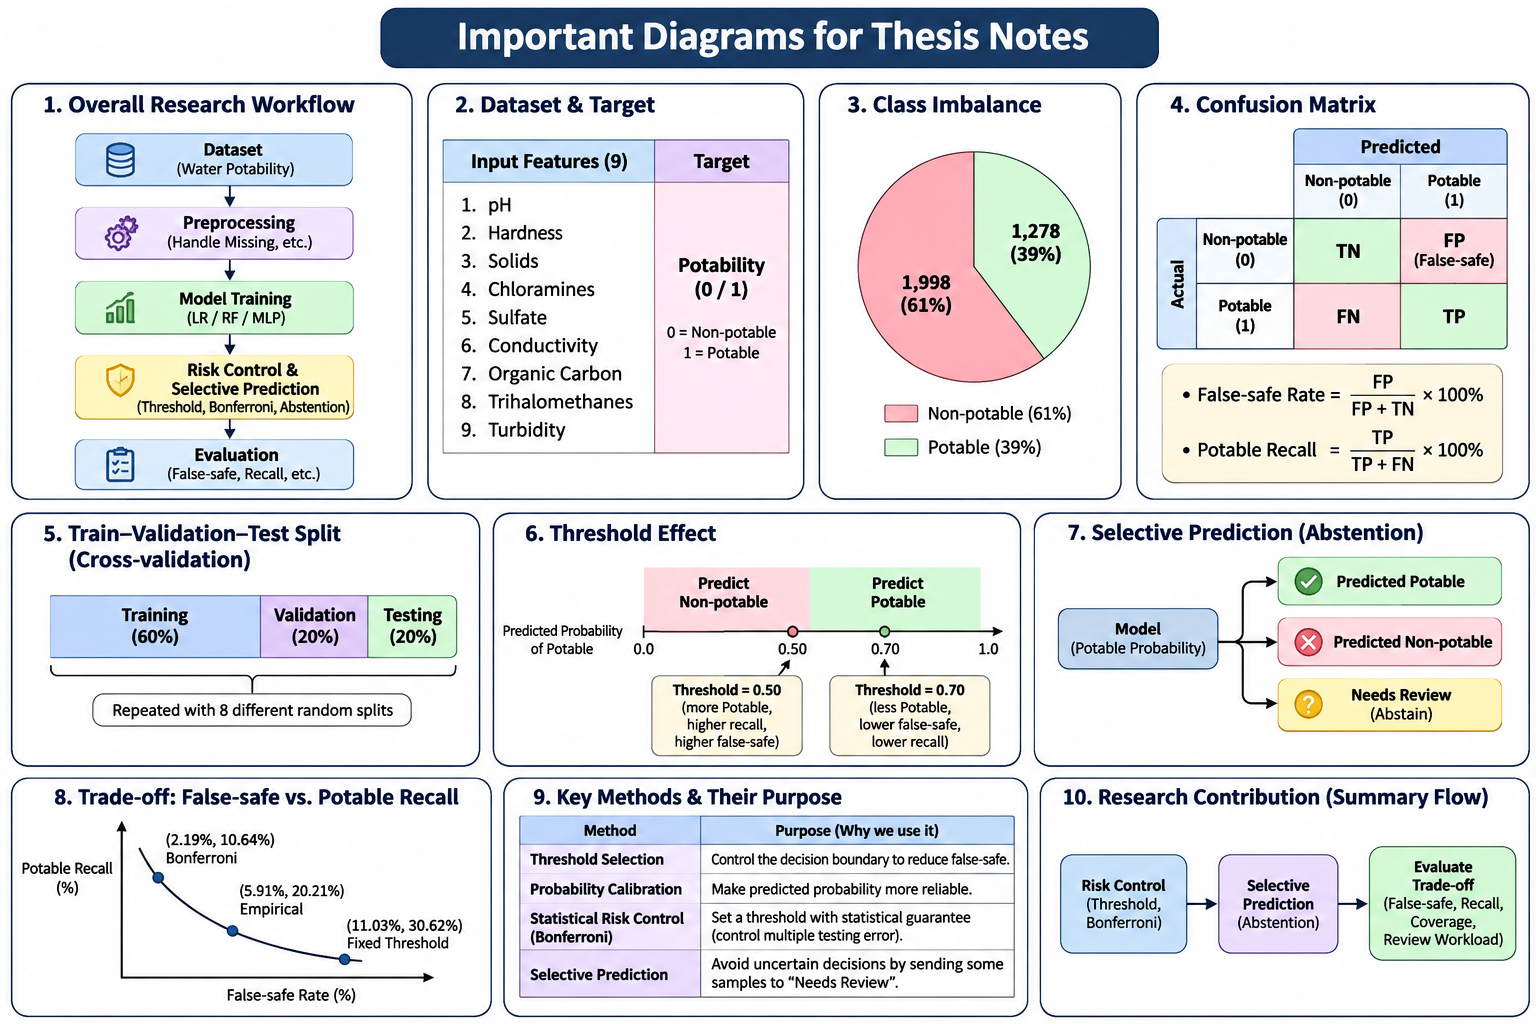 Important Diagrams for Thesis Notes
1. Overall Research Workflow
Dataset
(Water Potability)
Preprocessing
(Handle Missing, etc.)
Model Training
(LR / RF / MLP)
Risk Control &
Selective Prediction
(Threshold, Bonferroni, Abstention)
Evaluation
(False-safe, Recall, etc.)
2. Dataset & Target
Input Features (9)
Target
1. pH
2. Hardness
3. Solids
4. Chloramines
5. Sulfate
6. Conductivity
7. Organic Carbon
8. Trihalomethanes
9. Turbidity
Potability
(0 / 1)
0 = Non-potable
1 = Potable
3. Class Imbalance
1,278
(39%)
1,998
(61%)
Non-potable (61%)
Potable (39%)
4. Confusion Matrix
Predicted
Non-potable
(0)
Potable
(1)
Actual
Non-potable
(0)
TN
FP
(False-safe)
Potable
(1)
FN
TP
• False-safe Rate = FP / FP + TN × 100%
• Potable Recall = TP / TP + FN × 100%
5. Train–Validation–Test Split
(Cross-validation)
Training
(60%)
Validation
(20%)
Testing
(20%)
Repeated with 8 different random splits
6. Threshold Effect
Predict
Non-potable
Predict
Potable
Predicted Probability
of Potable
0.0
0.50
0.70
1.0
Threshold = 0.50
(more Potable,
higher recall,
higher false-safe)
Threshold = 0.70
(less Potable,
lower false-safe,
lower recall)
7. Selective Prediction (Abstention)
Model
(Potable Probability)
Predicted Potable
Predicted Non-potable
?
Needs Review
(Abstain)
8. Trade-off: False-safe vs. Potable Recall
Potable Recall
(%)
(2.19%, 10.64%)
Bonferroni
(5.91%, 20.21%)
Empirical
(11.03%, 30.62%)
Fixed Threshold
False-safe Rate (%)
9. Key Methods & Their Purpose
Method
Purpose (Why we use it)
Threshold Selection
Control the decision boundary to reduce false-safe.
Probability Calibration
Make predicted probability more reliable.
Statistical Risk Control
(Bonferroni)
Set a threshold with statistical guarantee
(control multiple testing error).
Selective Prediction
Avoid uncertain decisions by sending some
samples to “Needs Review”.
10. Research Contribution (Summary Flow)
Risk Control
(Threshold,
Bonferroni)
Selective
Prediction
(Abstention)
Evaluate
Trade-off
(False-safe, Recall,
Coverage,
Review Workload)